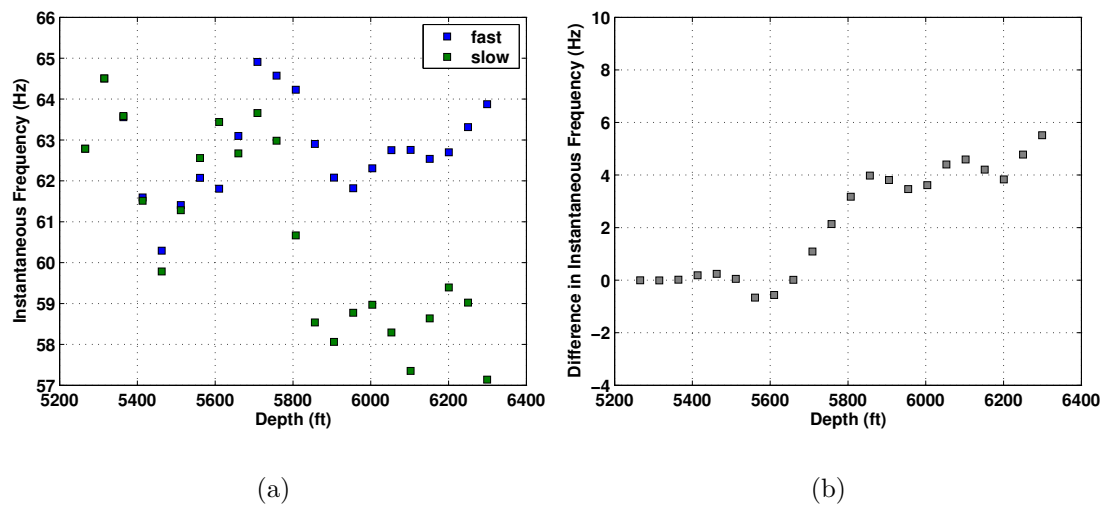 66
65
64
63
62
61
60
59
58
57
5200 5400 5600 5800 6000 6200 6400
Instantaneous Frequency (Hz)
Depth (ft)
fast
slow
(a)
10
8
6
4
2
0
−2
−4
5200 5400 5600 5800 6000 6200 6400
Difference in Instantaneous Frequency (Hz)
Depth (ft)
(b)